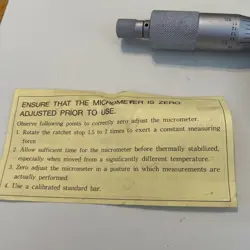 ENSURE THAT THE MICROMETER IS ZERO
ADJUSTED PRIOR TO USE.
Observe following points to correctly zero adjust the micrometer.
1. Rotate the ratchet stop 1.5 to 2 times to exert a constant measuring
force
2. Allow sufficient time for the micrometer before thermally stabilized,
especially when moved from a significantly different temperature.
3. Zero adjust the micrometer in a posture in which measurements are
actually performed.
4. Use a calibrated standard bar.